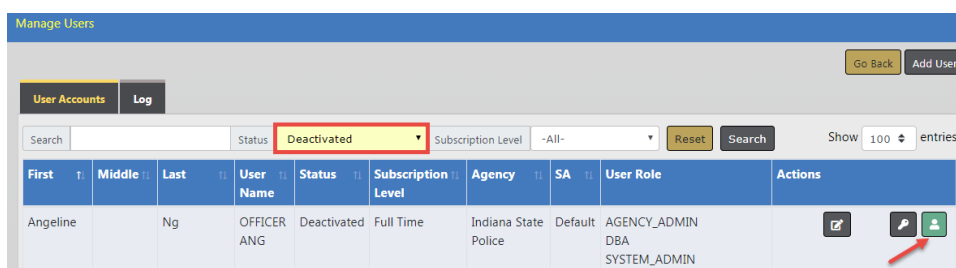 Manage Users
Go Back Add User
User Accounts Log
Search Status Deactivated Subscription Level -All- Reset Search Show 100 entries
First Middle Last User Name Status Subscription Level Agency SA User Role Actions
Angeline Ng OFFICER Deactivated Full Time Indiana State Default AGENCY_ADMIN
ANG Police DBA
SYSTEM_ADMIN